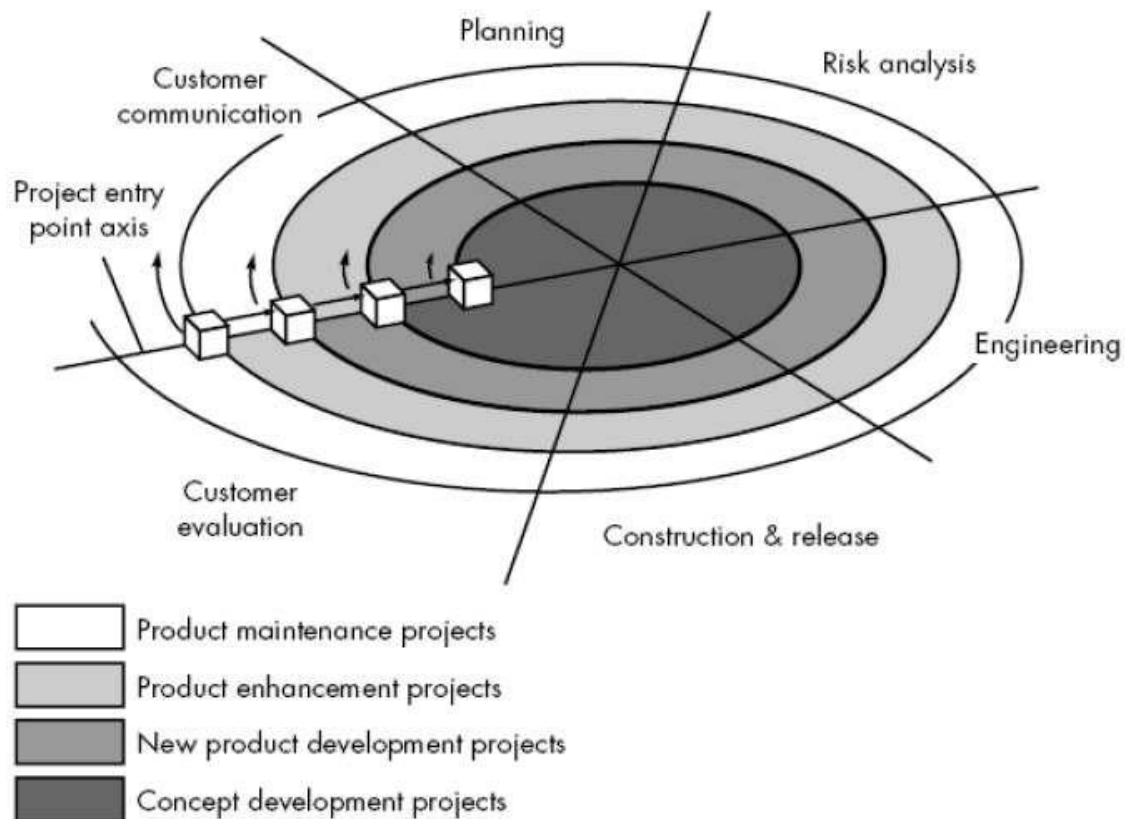 Planning
Risk analysis
Customer
communication
Project entry
point axis
Engineering
Customer
evaluation
Construction & release
Product maintenance projects
Product enhancement projects
New product development projects
Concept development projects